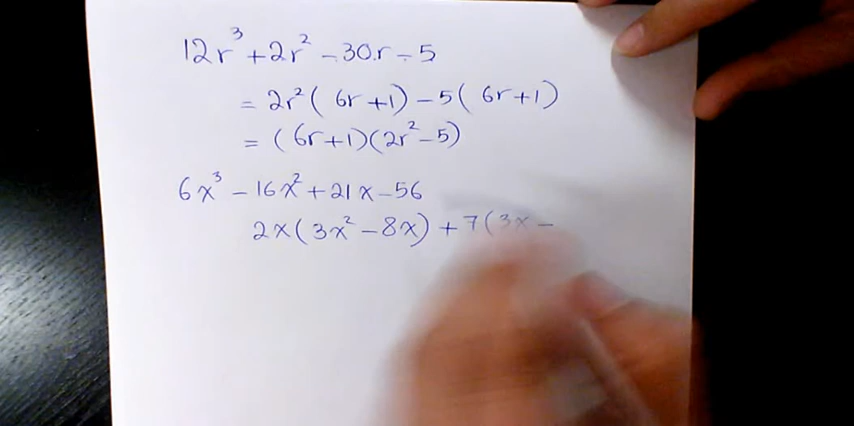 12r³ + 2r² - 30r - 5
= 2r² ( 6r + 1) - 5 ( 6r + 1)
= (6r + 1)(2r² - 5)
6x³ - 16x² + 21x - 56
2x(3x² - 8x) + 7(3x -